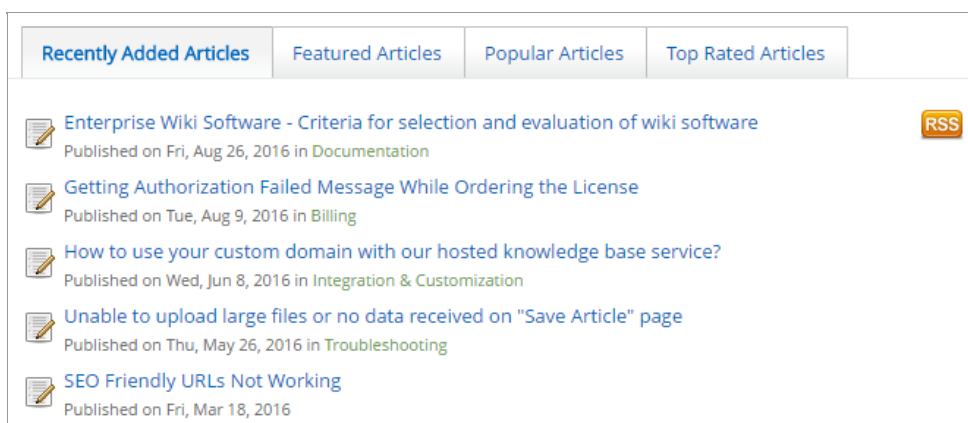 Recently Added Articles
Featured Articles
Popular Articles
Top Rated Articles
Enterprise Wiki Software - Criteria for selection and evaluation of wiki software
RSS
Published on Fri, Aug 26, 2016 in Documentation
Getting Authorization Failed Message While Ordering the License
Published on Tue, Aug 9, 2016 in Billing
How to use your custom domain with our hosted knowledge base service?
Published on Wed, Jun 8, 2016 in Integration & Customization
Unable to upload large files or no data received on "Save Article" page
Published on Thu, May 26, 2016 in Troubleshooting
SEO Friendly URLs Not Working
Published on Fri, Mar 18, 2016